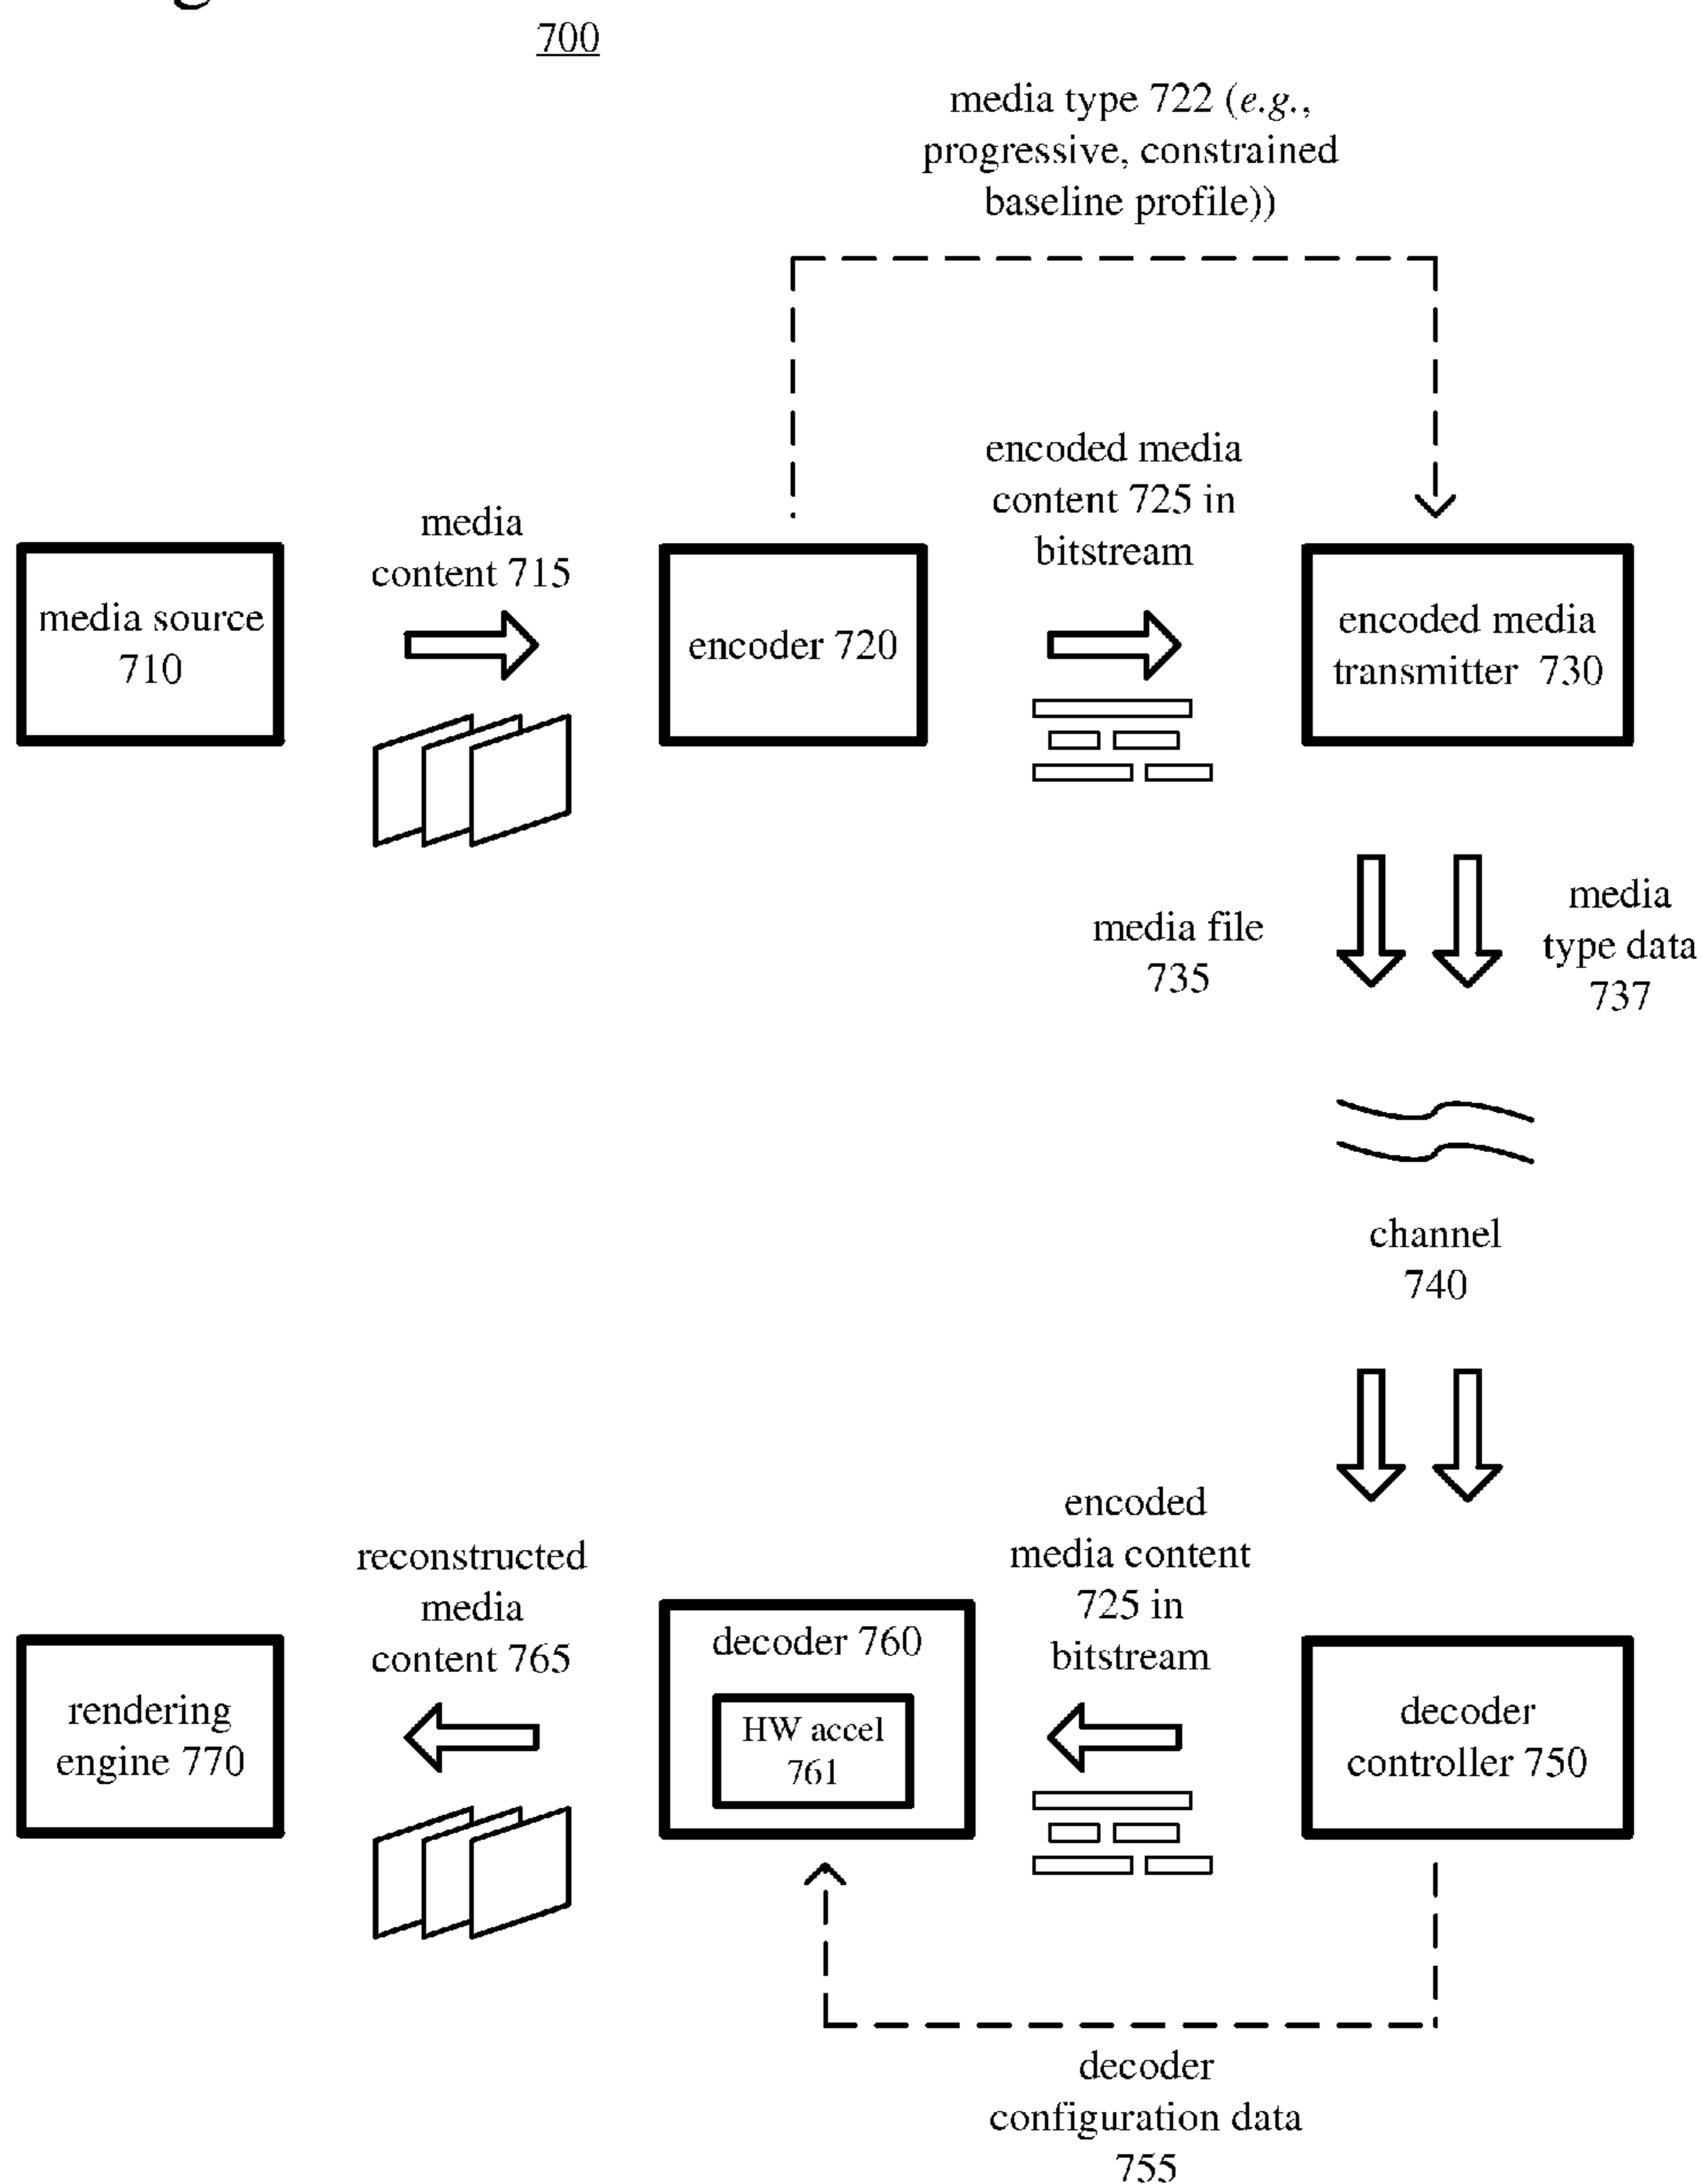 700
media type 722 (e.g.,
progressive, constrained
baseline profile))
encoded media
content 725 in
bitstream
media
content 715
media source
710
encoder 720
encoded media
transmitter 730
media file
735
media
type data
737
channel
740
encoded
media content
725 in
bitstream
reconstructed
media
content 765
decoder 760
HW accel
761
rendering
engine 770
decoder
controller 750
decoder
configuration data
755